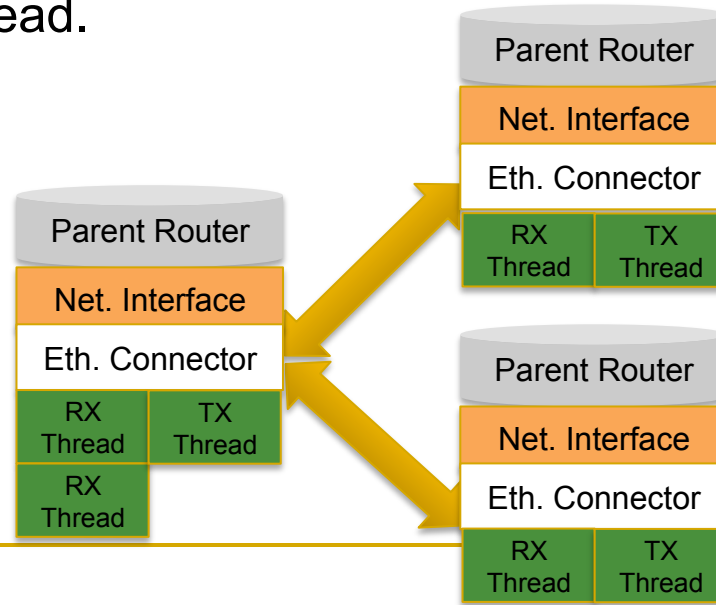 ead.
Parent Router
Net. Interface
Eth. Connector
RX
Thread
TX
Thread
RX
Thread
Parent Router
Net. Interface
Eth. Connector
RX
Thread
TX
Thread
Parent Router
Net. Interface
Eth. Connector
RX
Thread
TX
Thread